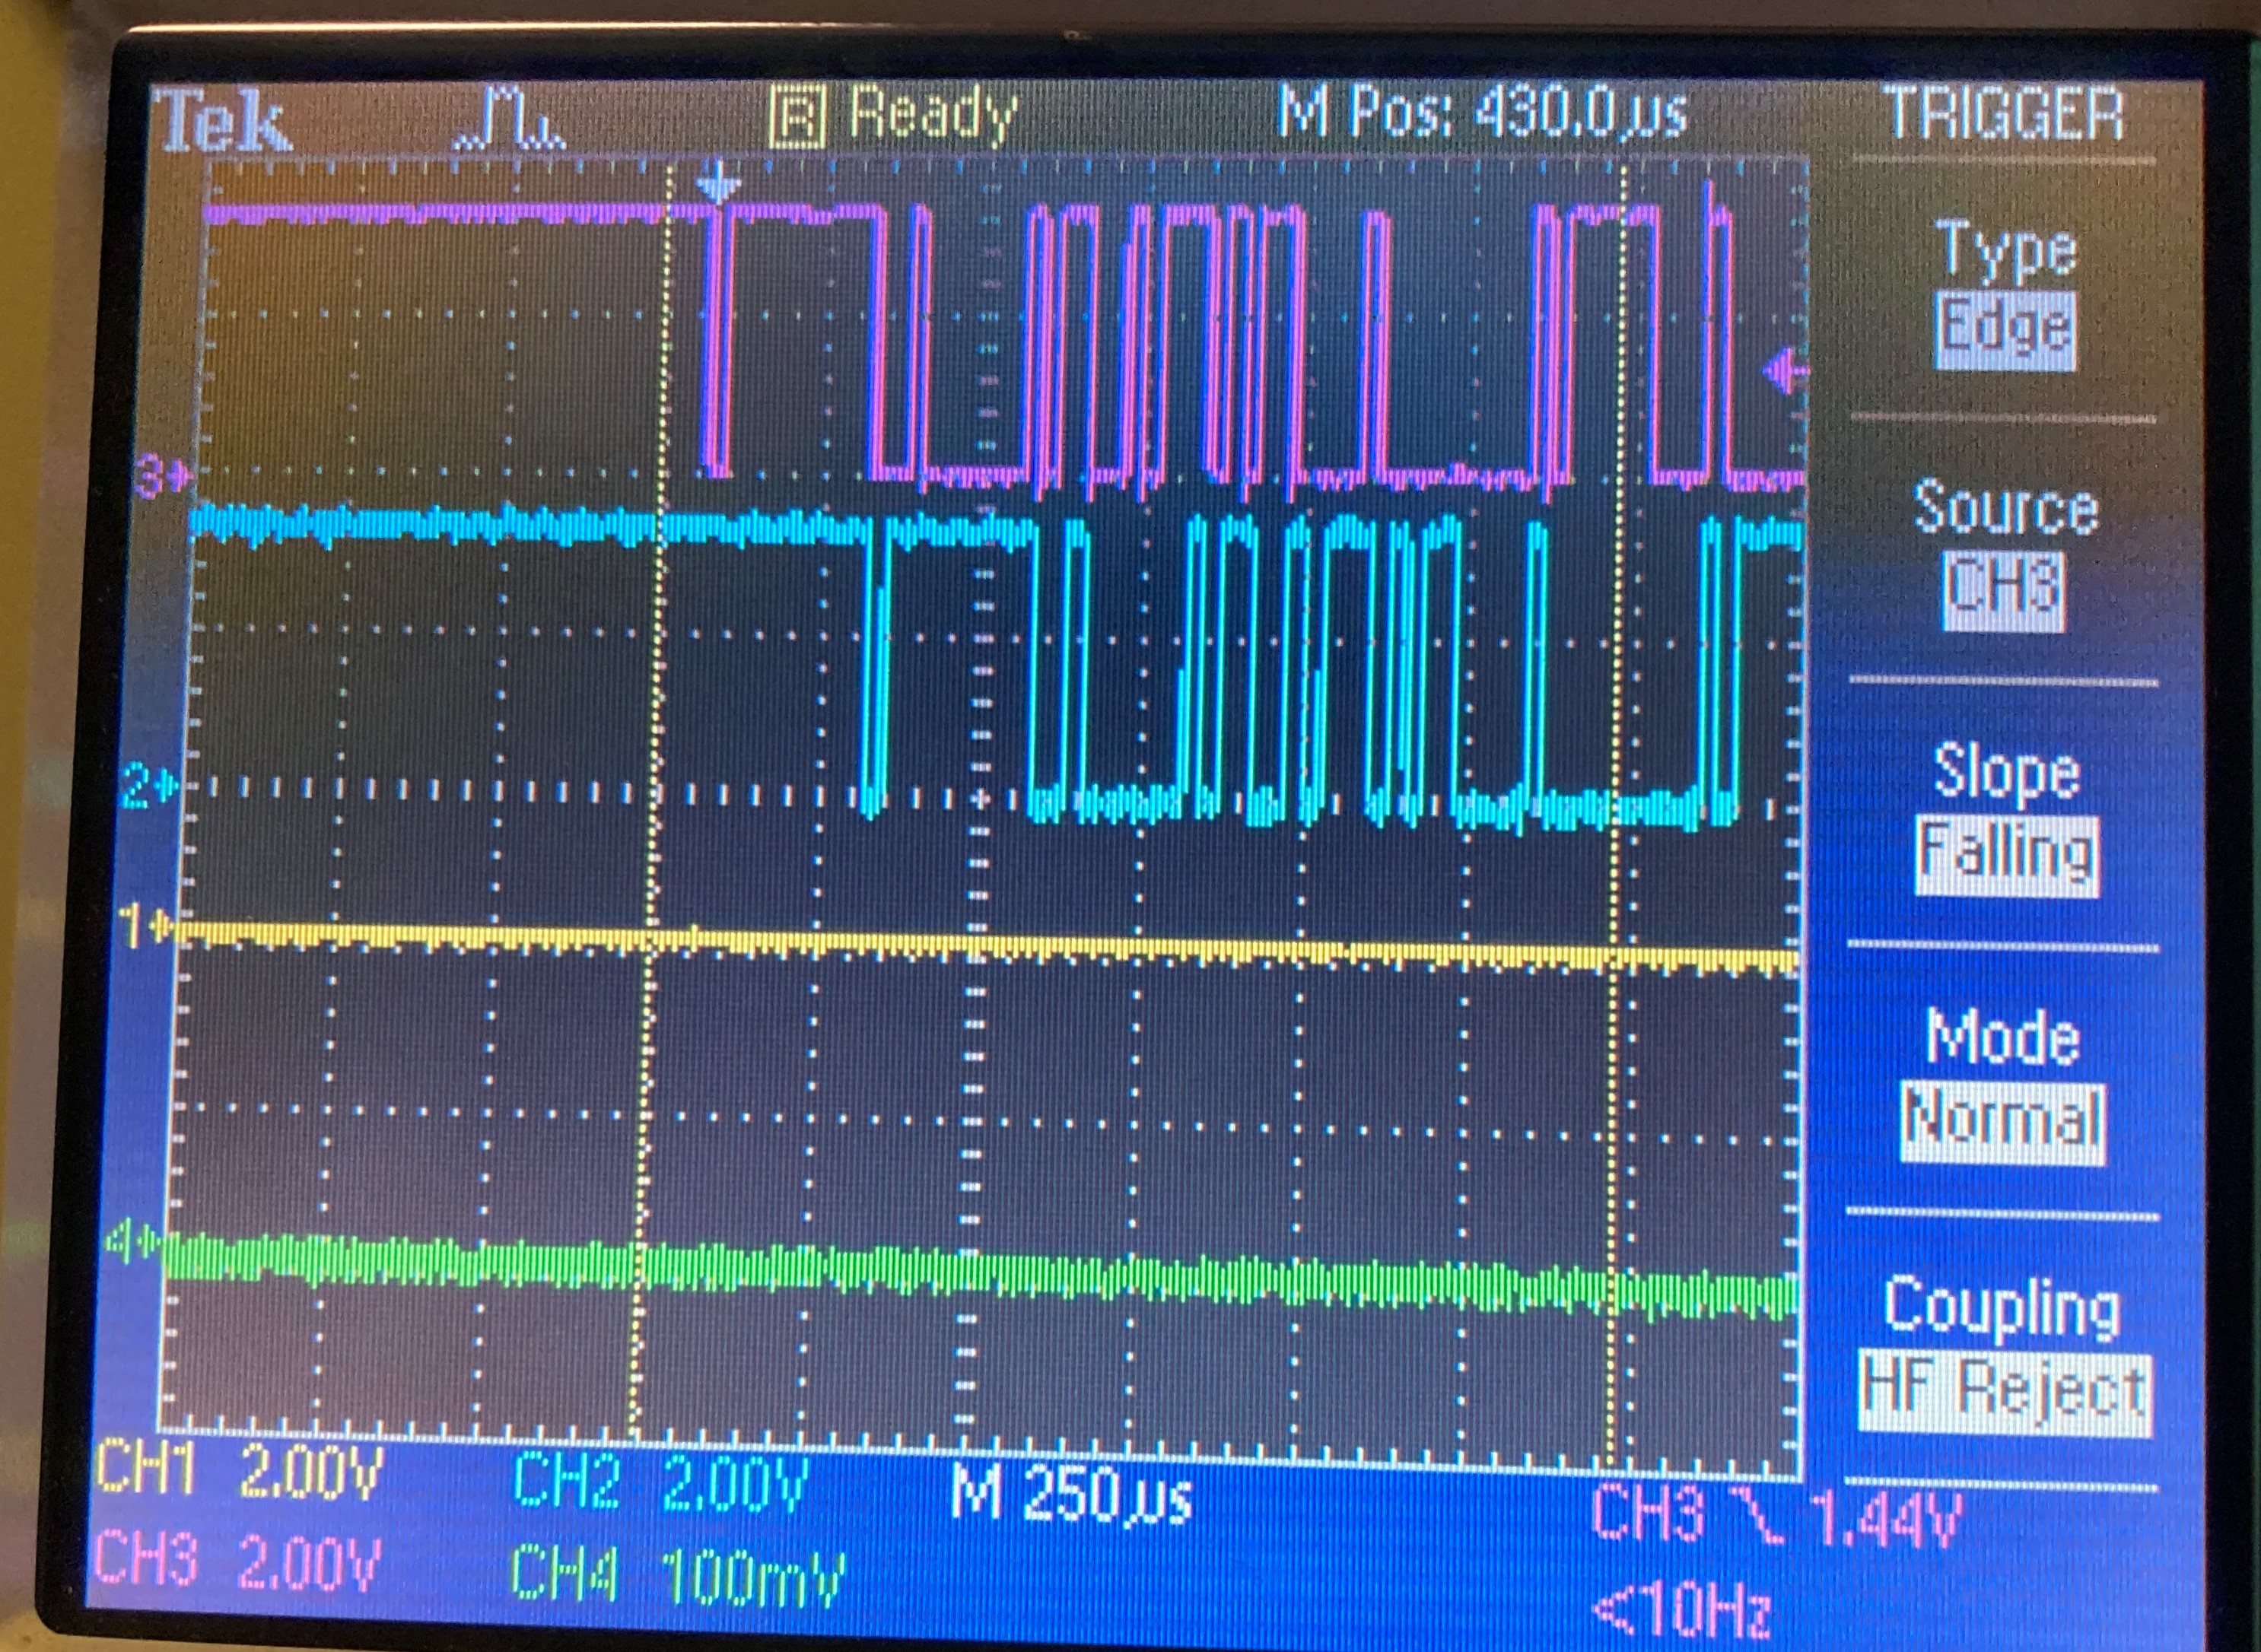 Tek R Ready M Pos: 430.0µs TRIGGER
Type
Edge
Source
CH3
Slope
Falling
Mode
Normal
Coupling
HF Reject
3
2
1
4
CH1 2.00V CH2 2.00V M 250µs CH3 1.44V
CH3 2.00V CH4 100mV <10Hz